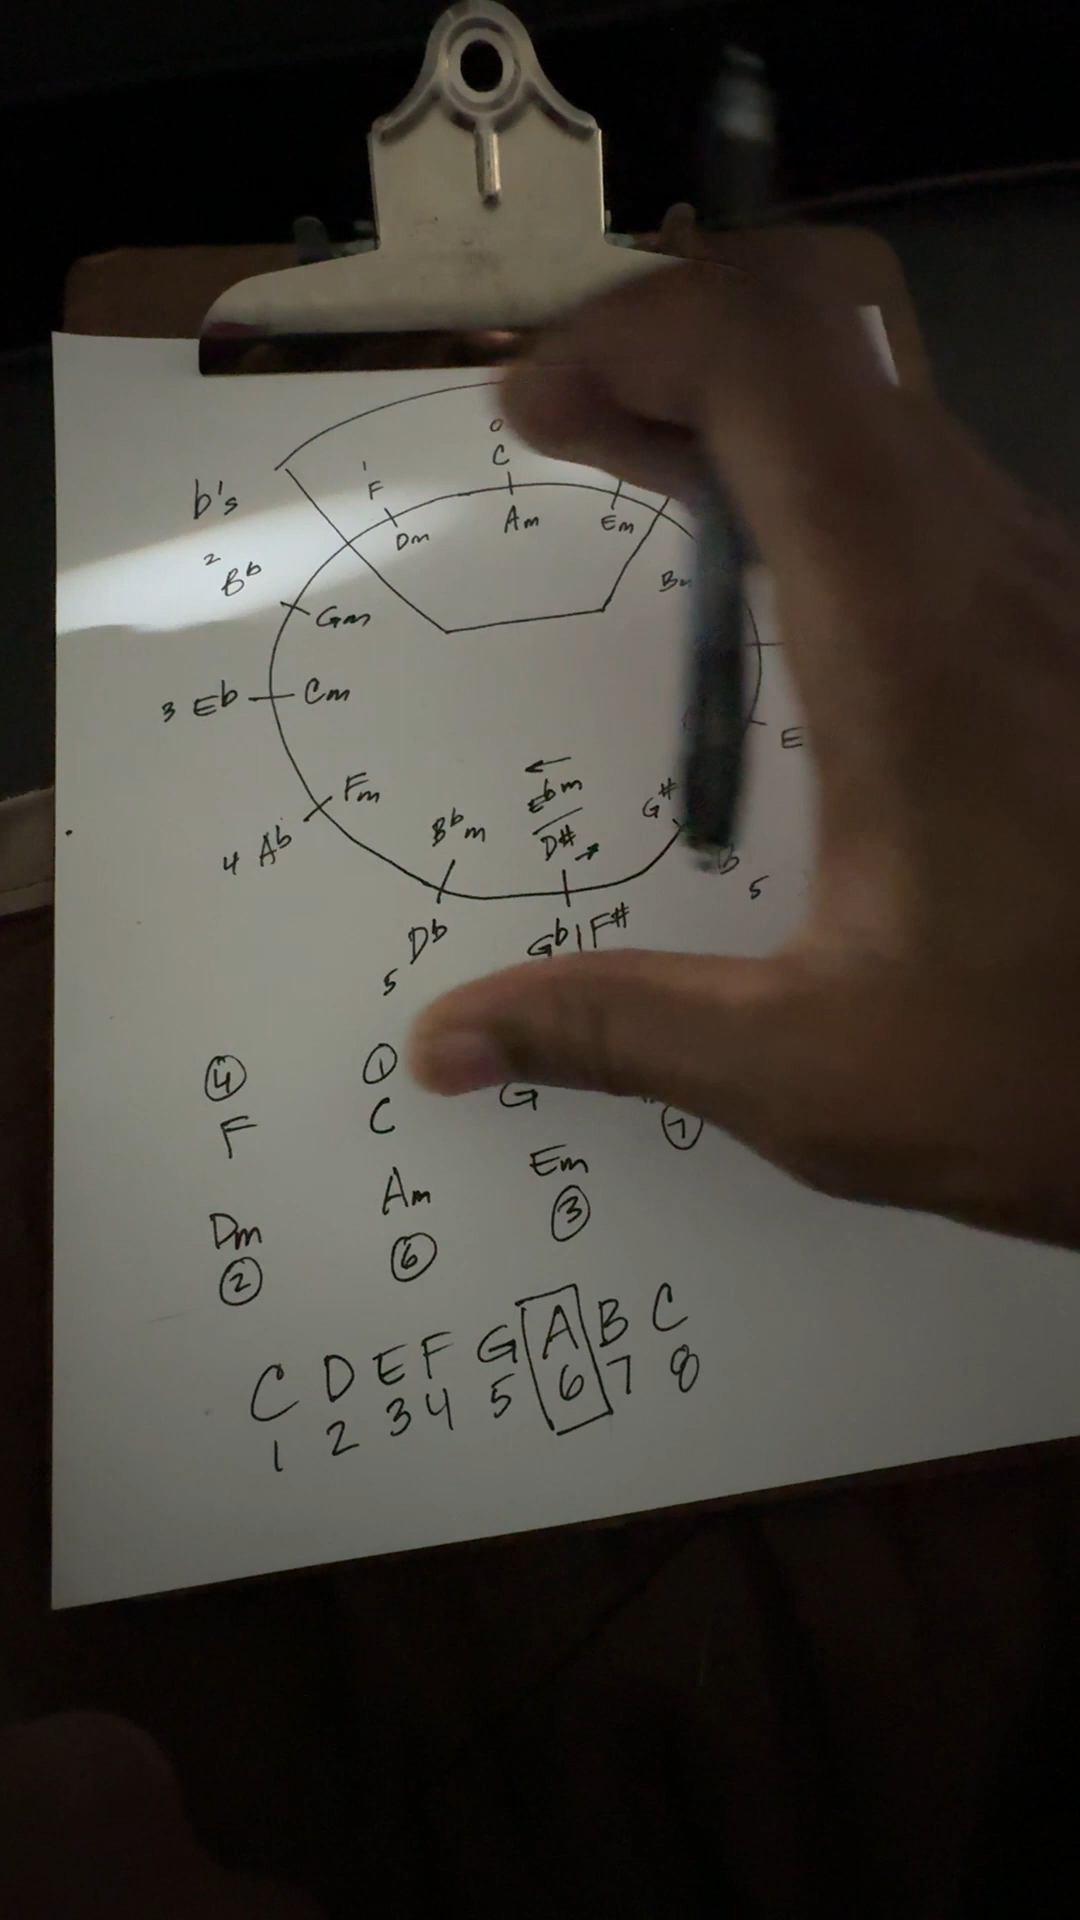 0
1 C
b's F
Dm Am Em
2 Bb
Gm
3 Eb Cm
E
Fm Ebm G#
4 Ab Bbm D#
B
5
Db Gb|F#
5
4 1
F C G
7
Am Em
Dm 6 3
2
C D E F G A B C
1 2 3 4 5 6 7 8